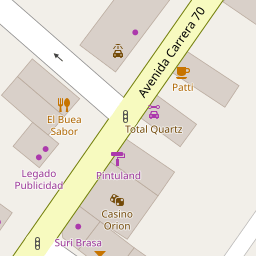 Avenida Carrera 70
Patti
El Buea
Sabor
Total Quartz
Legado
Publicidad
Pintuland
Casino
Orion
Suri Brasa